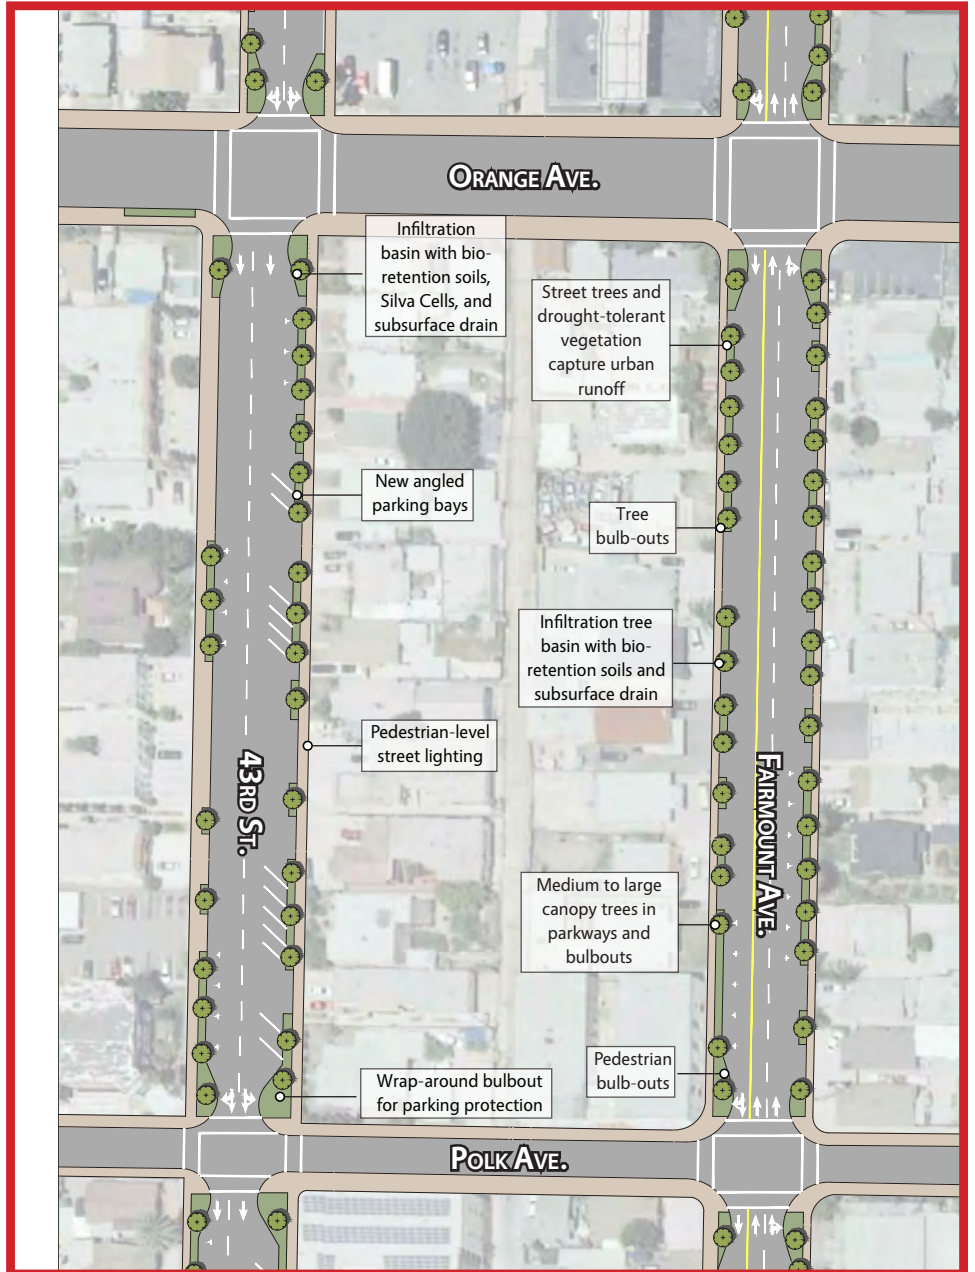 ORANGE AVE.
Infiltration
basin with bio-
retention soils,
Silva Cells, and
subsurface drain
Street trees and
drought-tolerant
vegetation
capture urban
runoff
New angled
parking bays
Tree
bulb-outs
Infiltration tree
basin with bio-
retention soils and
subsurface drain
Pedestrian-level
street lighting
43RD ST.
FAIRMOUNT AVE.
Medium to large
canopy trees in
parkways and
bulbouts
Pedestrian
bulb-outs
Wrap-around bulbout
for parking protection
POLK AVE.